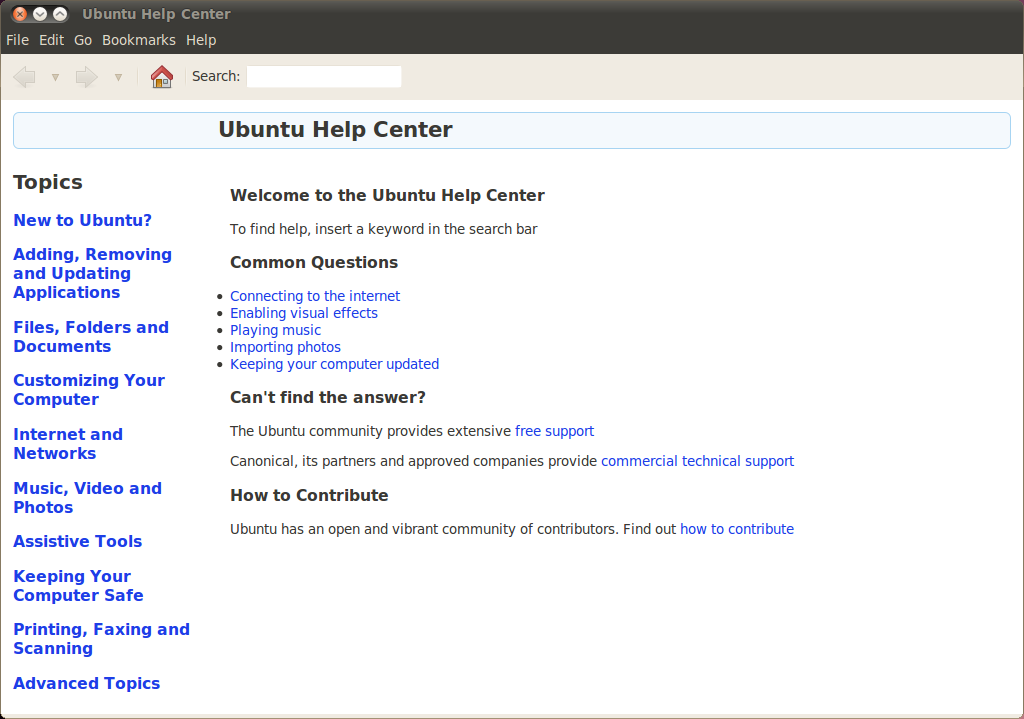 Ubuntu Help Center
File Edit Go Bookmarks Help
Search:
Ubuntu Help Center
Topics
New to Ubuntu?
Adding, Removing
and Updating
Applications
Files, Folders and
Documents
Customizing Your
Computer
Internet and
Networks
Music, Video and
Photos
Assistive Tools
Keeping Your
Computer Safe
Printing, Faxing and
Scanning
Advanced Topics
Welcome to the Ubuntu Help Center
To find help, insert a keyword in the search bar
Common Questions
Connecting to the internet
Enabling visual effects
Playing music
Importing photos
Keeping your computer updated
Can't find the answer?
The Ubuntu community provides extensive free support
Canonical, its partners and approved companies provide commercial technical support
How to Contribute
Ubuntu has an open and vibrant community of contributors. Find out how to contribute